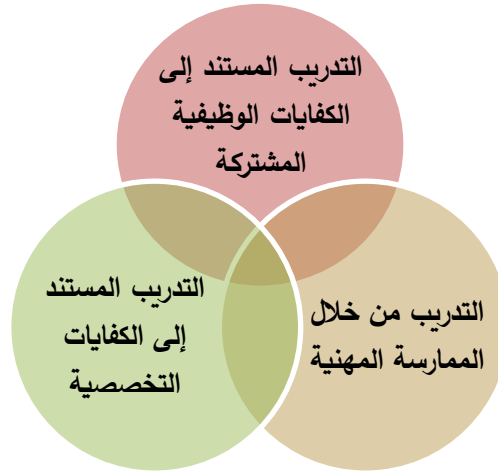 التدريب المستند إلى
الكفايات الوظيفية
المشتركة
التدريب من خلال
الممارسة المهنية
التدريب المستند
إلى الكفايات
التخصصية